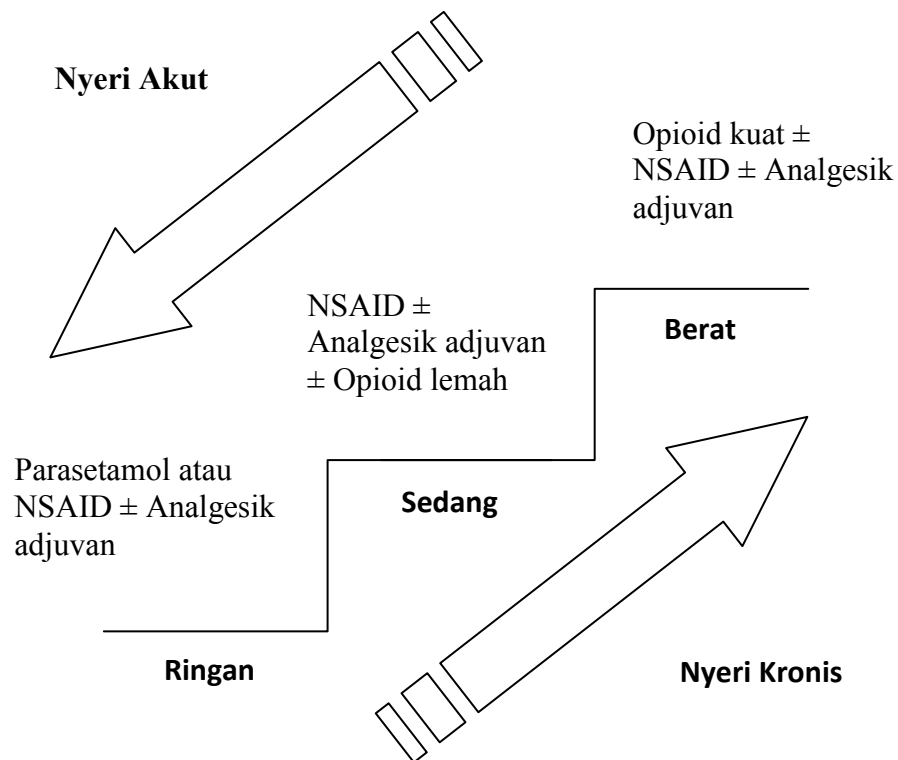 Nyeri Akut
Opioid kuat ±
NSAID ± Analgesik
adjuvan
NSAID ±
Analgesik adjuvan
± Opioid lemah
Berat
Parasetamol atau
NSAID ± Analgesik
adjuvan
Sedang
Ringan
Nyeri Kronis